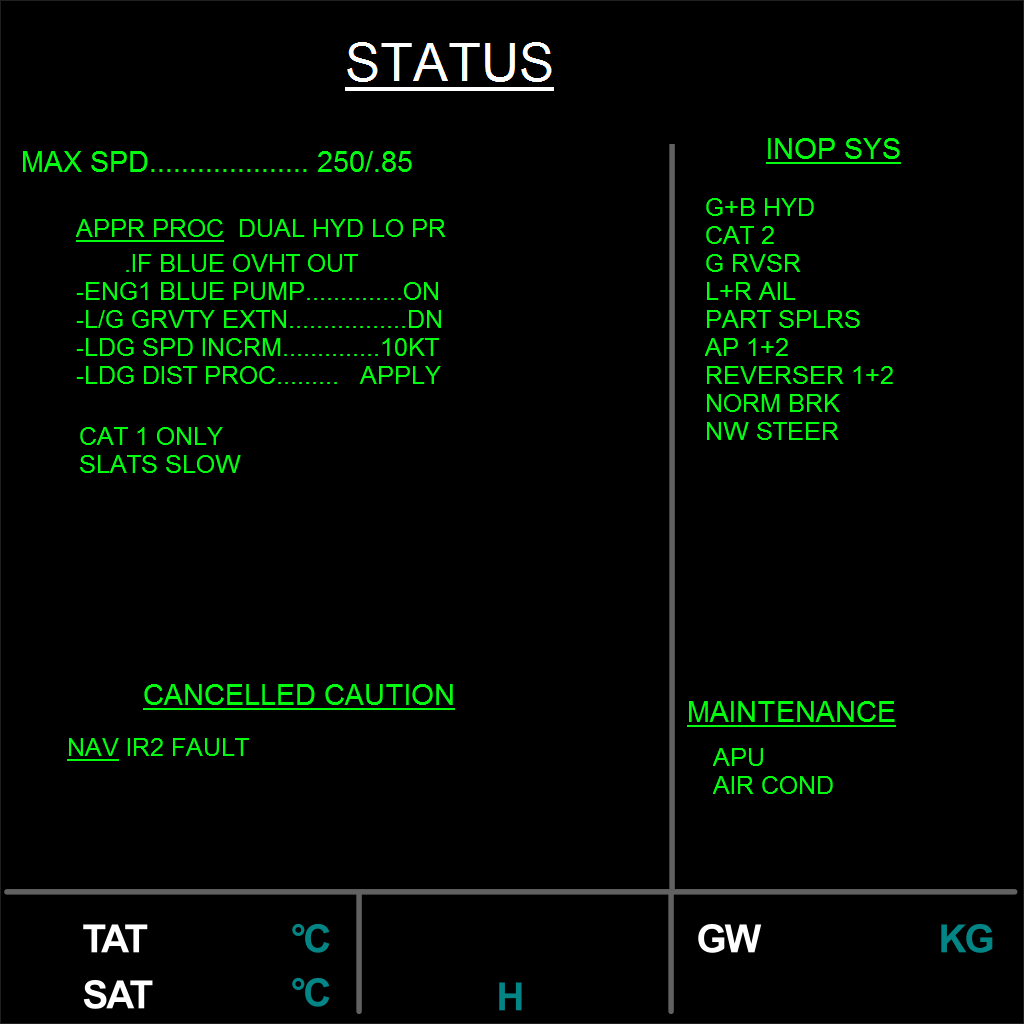 STATUS
MAX SPD.................... 250/.85
APPR PROC DUAL HYD LO PR
.IF BLUE OVHT OUT
-ENG1 BLUE PUMP..............ON
-L/G GRVTY EXTN.................DN
-LDG SPD INCRM..............10KT
-LDG DIST PROC......... APPLY
CAT 1 ONLY
SLATS SLOW
CANCELLED CAUTION
NAV IR2 FAULT
INOP SYS
G+B HYD
CAT 2
G RVSR
L+R AIL
PART SPLRS
AP 1+2
REVERSER 1+2
NORM BRK
NW STEER
MAINTENANCE
APU
AIR COND
TAT °C
SAT °C
H
GW KG